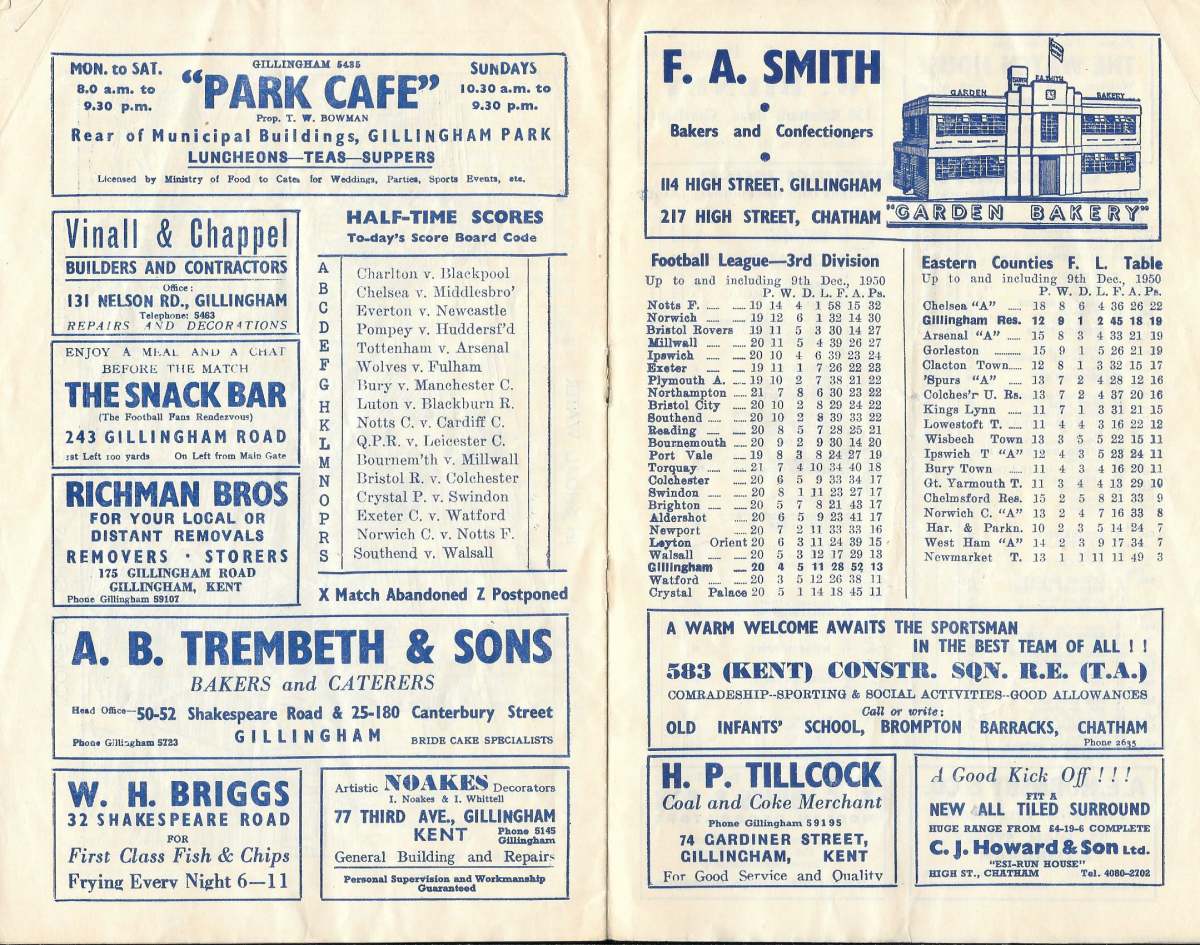 GILLINGHAM 5435
MON. to SAT.
8.0 a.m. to
9.30 p.m.
"PARK CAFE"
Prop. T. W. BOWMAN
SUNDAYS
10.30 a.m. to
9.30 p.m.
Rear of Municipal Buildings, GILLINGHAM PARK
LUNCHEONS—TEAS—SUPPERS
Licensed by Ministry of Food to Cater for Weddings, Parties, Sports Events, etc.
Vinall & Chappel
BUILDERS AND CONTRACTORS
Office:
131 NELSON RD., GILLINGHAM
Telephone: 5463
REPAIRS AND DECORATIONS
ENJOY A MEAL AND A CHAT
BEFORE THE MATCH
THE SNACK BAR
(The Football Fans Rendezvous)
243 GILLINGHAM ROAD
1st Left 100 yards On Left from Main Gate
RICHMAN BROS
FOR YOUR LOCAL OR
DISTANT REMOVALS
REMOVERS · STORERS
175 GILLINGHAM ROAD
GILLINGHAM, KENT
Phone Gillingham 59107
HALF-TIME SCORES
To-day's Score Board Code
A Charlton v. Blackpool
B Chelsea v. Middlesbro'
C Everton v. Newcastle
D Pompey v. Huddersf'd
E Tottenham v. Arsenal
F Wolves v. Fulham
G Bury v. Manchester C.
H Luton v. Blackburn R.
K Notts C. v. Cardiff C.
L Q.P.R. v. Leicester C.
M Bournem'th v. Millwall
N Bristol R. v. Colchester
O Crystal P. v. Swindon
P Exeter C. v. Watford
R Norwich C. v. Notts F.
S Southend v. Walsall
X Match Abandoned Z Postponed
A. B. TREMBETH & SONS
BAKERS and CATERERS
Head Office—50-52 Shakespeare Road & 25-180 Canterbury Street
Phone Gillingham 5723 GILLINGHAM BRIDE CAKE SPECIALISTS
W. H. BRIGGS
32 SHAKESPEARE ROAD
FOR
First Class Fish & Chips
Frying Every Night 6—11
Artistic NOAKES Decorators
I. Noakes & I. Whittell
77 THIRD AVE., GILLINGHAM
KENT Phone 5145
Gillingham
General Building and Repairs
Personal Supervision and Workmanship
Guaranteed
F. A. SMITH
Bakers and Confectioners
114 HIGH STREET, GILLINGHAM
217 HIGH STREET, CHATHAM
GARDEN
F.A. SMITH
BAKERY
"GARDEN BAKERY"
Football League—3rd Division
Up to and including 9th Dec., 1950
P. W. D. L. F. A. Ps.
Notts F. 19 14 4 1 58 15 32
Norwich 19 12 6 1 32 14 30
Bristol Rovers 19 11 5 3 30 14 27
Millwall 20 11 5 4 39 26 27
Ipswich 20 10 4 6 39 23 24
Exeter 19 11 1 7 26 22 23
Plymouth A. 19 10 2 7 38 21 22
Northampton 21 7 8 6 30 23 22
Bristol City 20 10 2 8 29 24 22
Southend 20 10 2 8 39 33 22
Reading 20 8 5 7 28 25 21
Bournemouth 20 9 2 9 30 14 20
Port Vale 19 8 3 8 24 27 19
Torquay 21 7 4 10 34 40 18
Colchester 20 6 5 9 33 34 17
Swindon 20 8 1 11 23 27 17
Brighton 20 5 7 8 21 43 17
Aldershot 20 6 5 9 23 41 17
Newport 20 7 2 11 33 33 16
Leyton Orient 20 6 3 11 24 39 15
Walsall 20 5 3 12 17 29 13
Gillingham 20 4 5 11 28 52 13
Watford 20 3 5 12 26 38 11
Crystal Palace 20 5 1 14 18 45 11
Eastern Counties F. L. Table
Up to and including 9th Dec., 1950
P. W. D. L. F. A. Ps.
Chelsea "A" 18 8 6 4 36 26 22
Gillingham Res. 12 9 1 2 45 18 19
Arsenal "A" 15 8 3 4 33 21 19
Gorleston 15 9 1 5 26 21 19
Clacton Town 12 8 1 3 32 15 17
'Spurs "A" 13 7 2 4 28 12 16
Colches'r U. Rs. 13 7 2 4 37 20 16
Kings Lynn 11 7 1 3 31 21 15
Lowestoft T. 11 4 4 3 16 22 12
Wisbech Town 13 3 5 5 22 15 11
Ipswich T "A" 12 4 3 5 23 24 11
Bury Town 11 4 3 4 16 20 11
Gt. Yarmouth T. 11 3 4 4 13 29 10
Chelmsford Res. 15 2 5 8 21 33 9
Norwich C. "A" 13 2 4 7 16 33 8
Har. & Parkn. 10 2 3 5 14 24 7
West Ham "A" 14 2 3 9 17 34 7
Newmarket T. 13 1 1 11 11 49 3
A WARM WELCOME AWAITS THE SPORTSMAN
IN THE BEST TEAM OF ALL ! !
583 (KENT) CONSTR. SQN. R.E. (T.A.)
COMRADESHIP--SPORTING & SOCIAL ACTIVITIES--GOOD ALLOWANCES
Call or write:
OLD INFANTS' SCHOOL, BROMPTON BARRACKS, CHATHAM
Phone 2635
H. P. TILLCOCK
Coal and Coke Merchant
Phone Gillingham 59195
74 GARDINER STREET,
GILLINGHAM, KENT
For Good Service and Quality
A Good Kick Off ! ! !
FIT A
NEW ALL TILED SURROUND
HUGE RANGE FROM £4-19-6 COMPLETE
C. J. Howard & Son Ltd.
"ESI-RUN HOUSE"
HIGH ST., CHATHAM Tel. 4080-2702